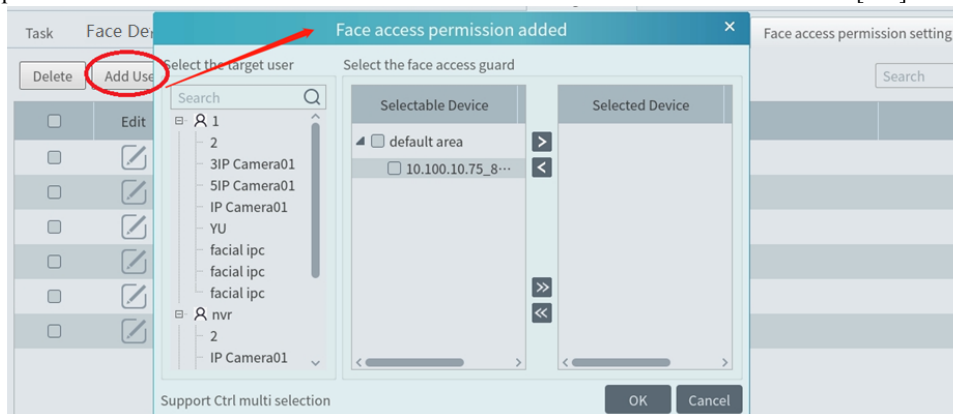 Task
Face De
Face access permission added
×
Face access permission setting
Delete
Add Use
Select the target user
Select the face access guard
Search
Search
Selectable Device
Selected Device
Edit
1
2
3IP Camera01
5IP Camera01
IP Camera01
YU
facial ipc
facial ipc
facial ipc
nvr
2
IP Camera01
default area
10.100.10.75_8···
>
<
>>
<<
Support Ctrl multi selection
OK
Cancel